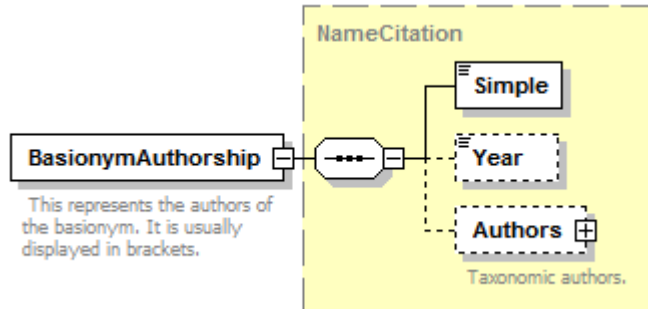 NameCitation
Simple
BasionymAuthorship
Year
This represents the authors of
the basionym. It is usually
displayed in brackets.
Authors
Taxonomic authors.